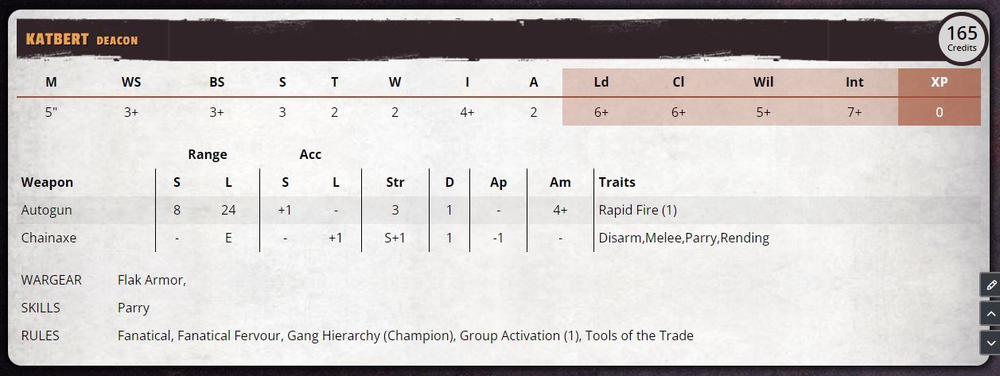 KATBERT DEACON
165
Credits
M WS BS S T W I A Ld Cl Wil Int XP
5" 3+ 3+ 3 2 2 4+ 2 6+ 6+ 5+ 7+ 0
Range Acc
Weapon S L S L Str D Ap Am Traits
Autogun 8 24 +1 - 3 1 - 4+ Rapid Fire (1)
Chainaxe - E - +1 S+1 1 -1 - Disarm,Melee,Parry,Rending
WARGEAR Flak Armor,
SKILLS Parry
RULES Fanatical, Fanatical Fervour, Gang Hierarchy (Champion), Group Activation (1), Tools of the Trade